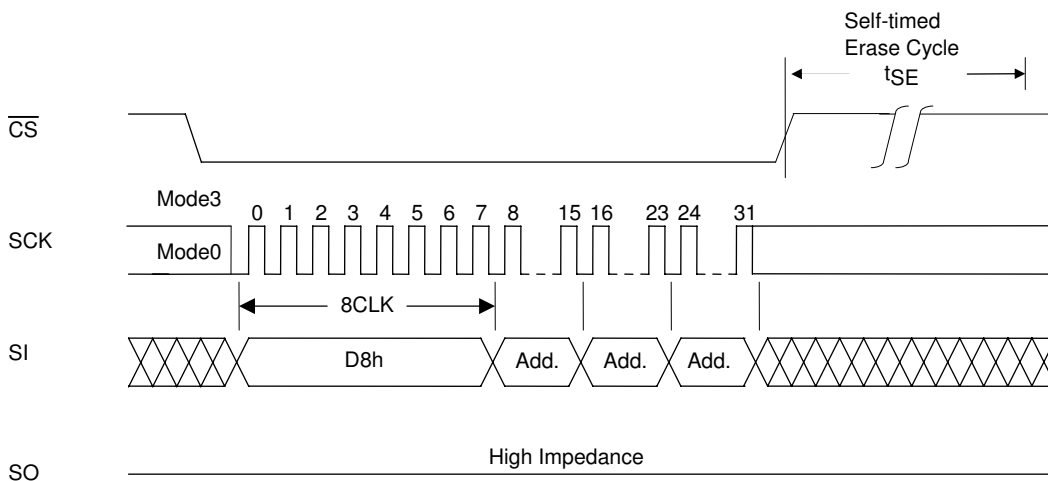 Self-timed
Erase Cycle
tSE
CS
Mode3
0 1 2 3 4 5 6 7 8 15 16 23 24 31
SCK
Mode0
8CLK
SI
D8h Add. Add. Add.
High Impedance
SO